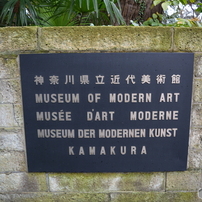 神奈川県立近代美術館
MUSEUM OF MODERN ART
MUSÉE D'ART MODERNE
MUSEUM DER MODERNEN KUNST
KAMAKURA